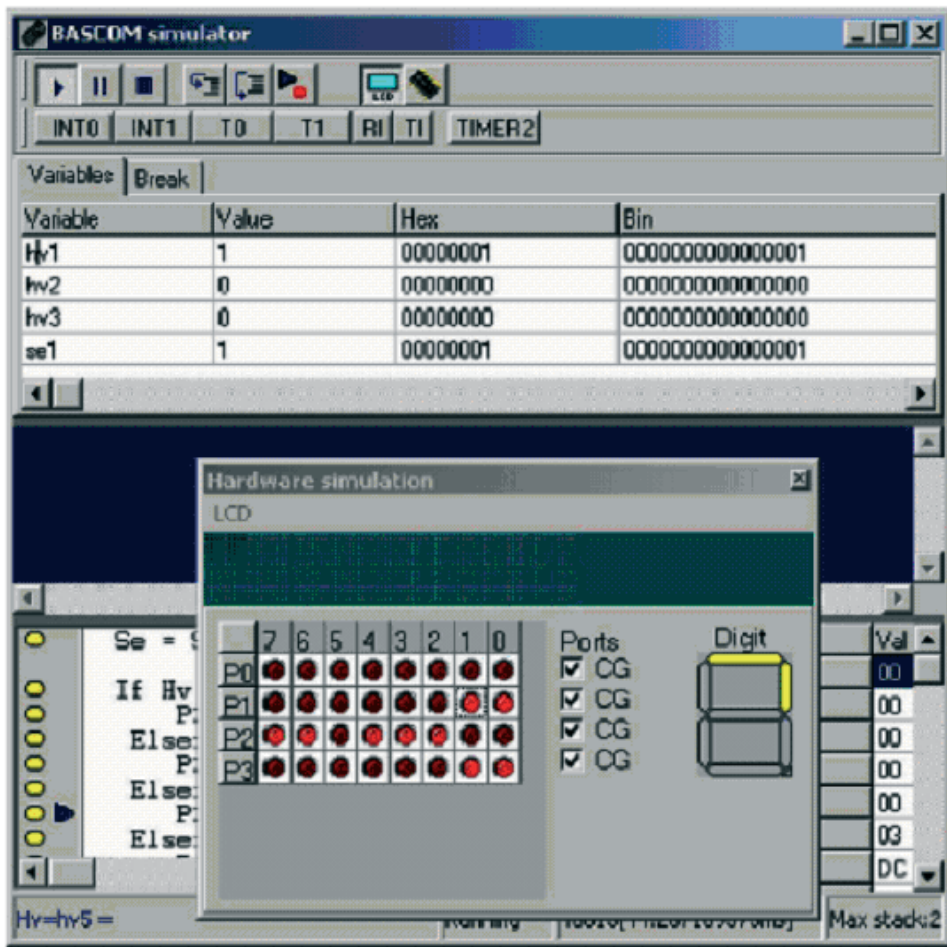 BASCOM simulator
LCD
INT0 INT1 T0 T1 RI TI TIMER2
Variables Break
Variable Value Hex Bin
Hv1 1 00000001 0000000000000001
hv2 0 00000000 0000000000000000
hv3 0 00000000 0000000000000000
se1 1 00000001 0000000000000001
Hardware simulation
LCD
7 6 5 4 3 2 1 0
P0
P1
P2
P3
Ports
CG
CG
CG
CG
Digit
Se =
If Hv
P
Else
P
Else
P
Else
Val
00
00
00
00
00
03
DC
Hv=hv5 =
Running
Max stack:2